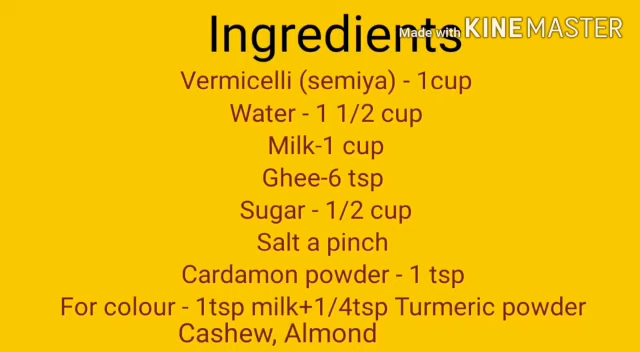 Ingredients
Made with KINEMASTER
Vermicelli (semiya) - 1cup
Water - 1 1/2 cup
Milk-1 cup
Ghee-6 tsp
Sugar - 1/2 cup
Salt a pinch
Cardamon powder - 1 tsp
For colour - 1tsp milk+1/4tsp Turmeric powder
Cashew, Almond